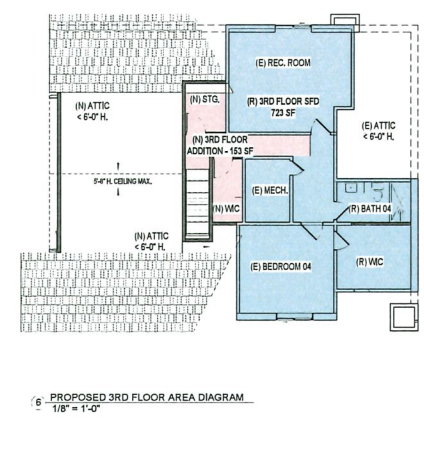 (E) REC. ROOM
(N) ATTIC
< 6'-0" H.
(N) STG.
(R) 3RD FLOOR SFD
723 SF
(E) ATTIC
< 6'-0" H.
(N) 3RD FLOOR
ADDITION - 153 SF
5'-8" H. CEILING MAX.
(E) MECH.
(N) WIC
(R) BATH 04
(N) ATTIC
< 6'-0" H.
(E) BEDROOM 04
(R) WIC
6 PROPOSED 3RD FLOOR AREA DIAGRAM
1/8" = 1'-0"